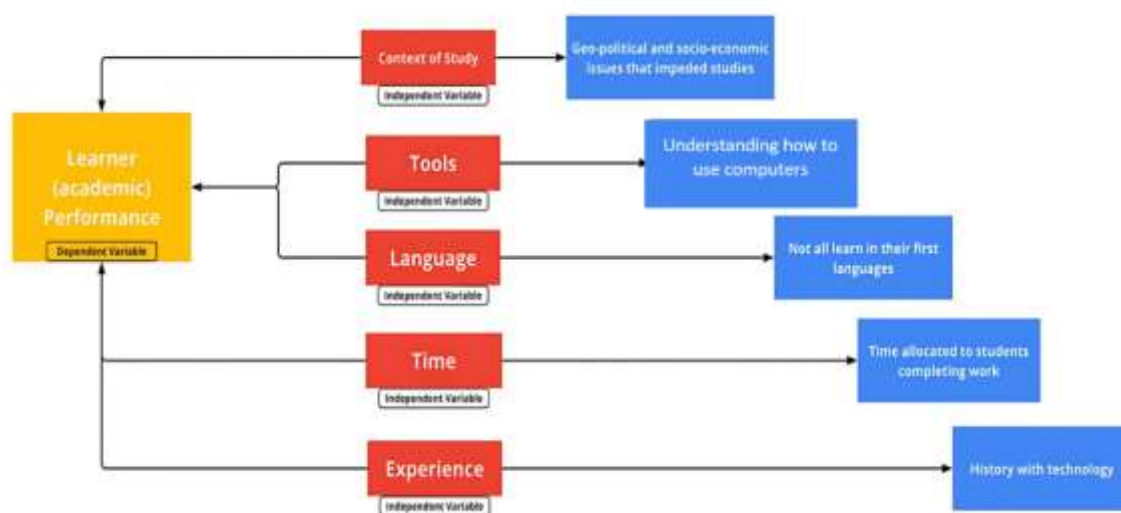 Context of Study
Independent Variable
Geo-political and socio-economic
issues that impeded studies
Learner
(academic)
Performance
Dependent Variable
Tools
Independent Variable
Understanding how to
use computers
Language
Independent Variable
Not all learn in their first
languages
Time
Independent Variable
Time allocated to students
completing work
Experience
Independent Variable
History with technology